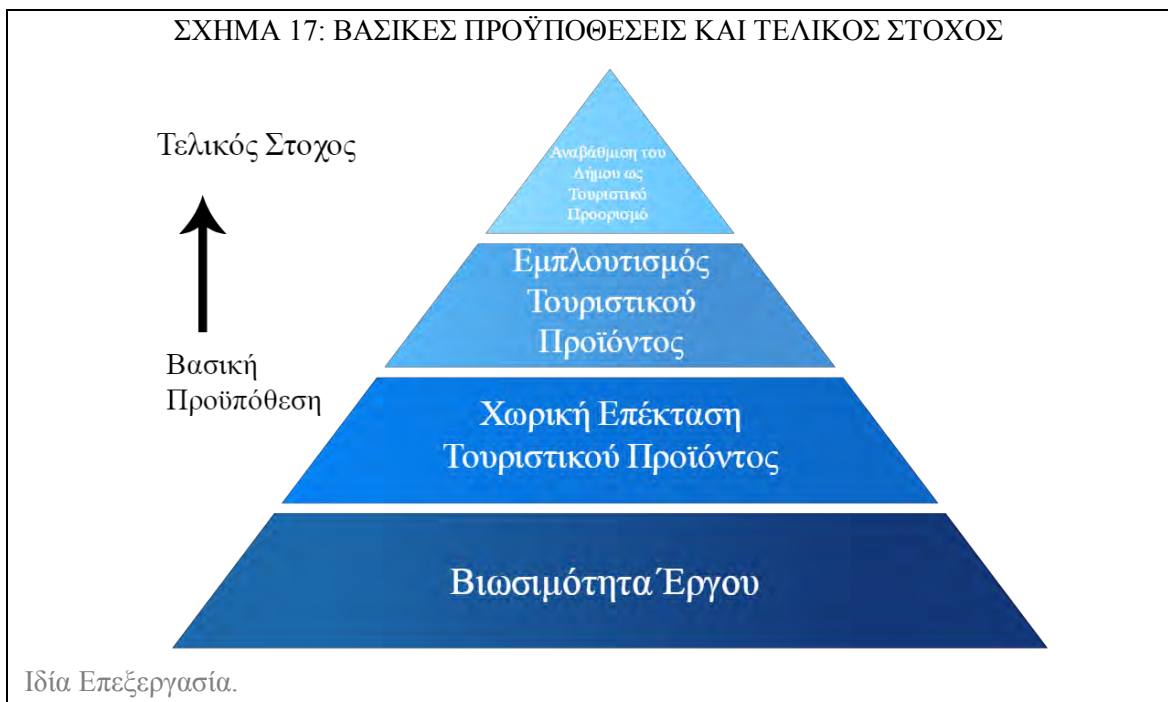 ΣΧΗΜΑ 17: ΒΑΣΙΚΕΣ ΠΡΟΫΠΟΘΕΣΕΙΣ ΚΑΙ ΤΕΛΙΚΟΣ ΣΤΟΧΟΣ
Τελικός Στοχος
Βασική
Προϋπόθεση
Αναβάθμιση του
Δήμου ως
Τουριστικό
Προορισμό
Εμπλουτισμός
Τουριστικού
Προϊόντος
Χωρική Επέκταση
Τουριστικού Προϊόντος
Βιωσιμότητα Έργου
Ιδία Επεξεργασία.